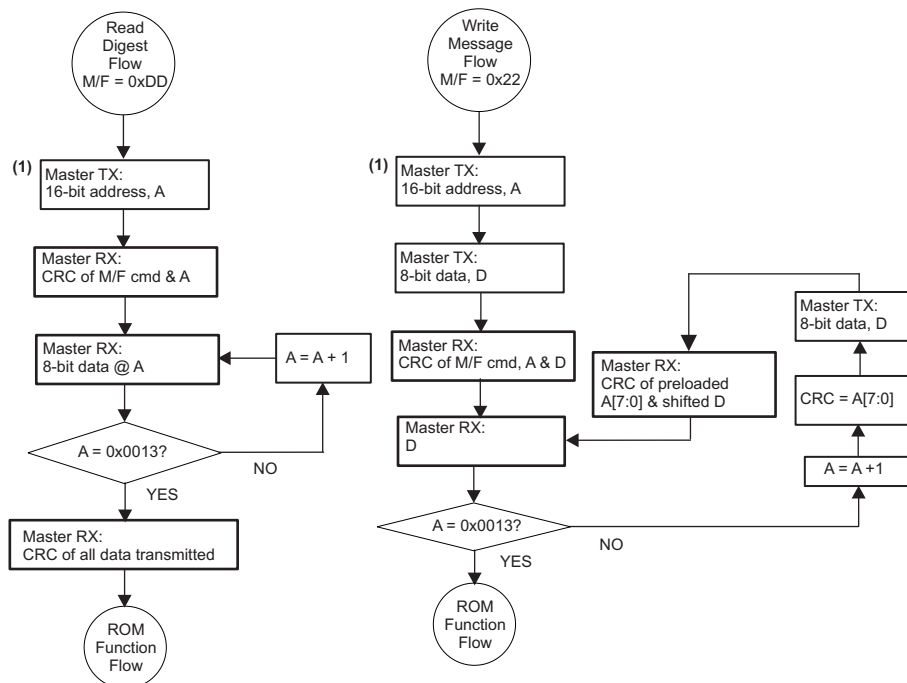 Read
Digest
Flow
M/F = 0xDD
(1)
Master TX:
16-bit address, A
Master RX:
CRC of M/F cmd & A
Master RX:
8-bit data @ A
A = A + 1
A = 0x0013?
NO
YES
Master RX:
CRC of all data transmitted
ROM
Function
Flow
Write
Message
Flow
M/F = 0x22
(1)
Master TX:
16-bit address, A
Master TX:
8-bit data, D
Master RX:
CRC of M/F cmd, A & D
Master RX:
D
A = 0x0013?
NO
YES
ROM
Function
Flow
A = A +1
CRC = A[7:0]
Master TX:
8-bit data, D
Master RX:
CRC of preloaded
A[7:0] & shifted D